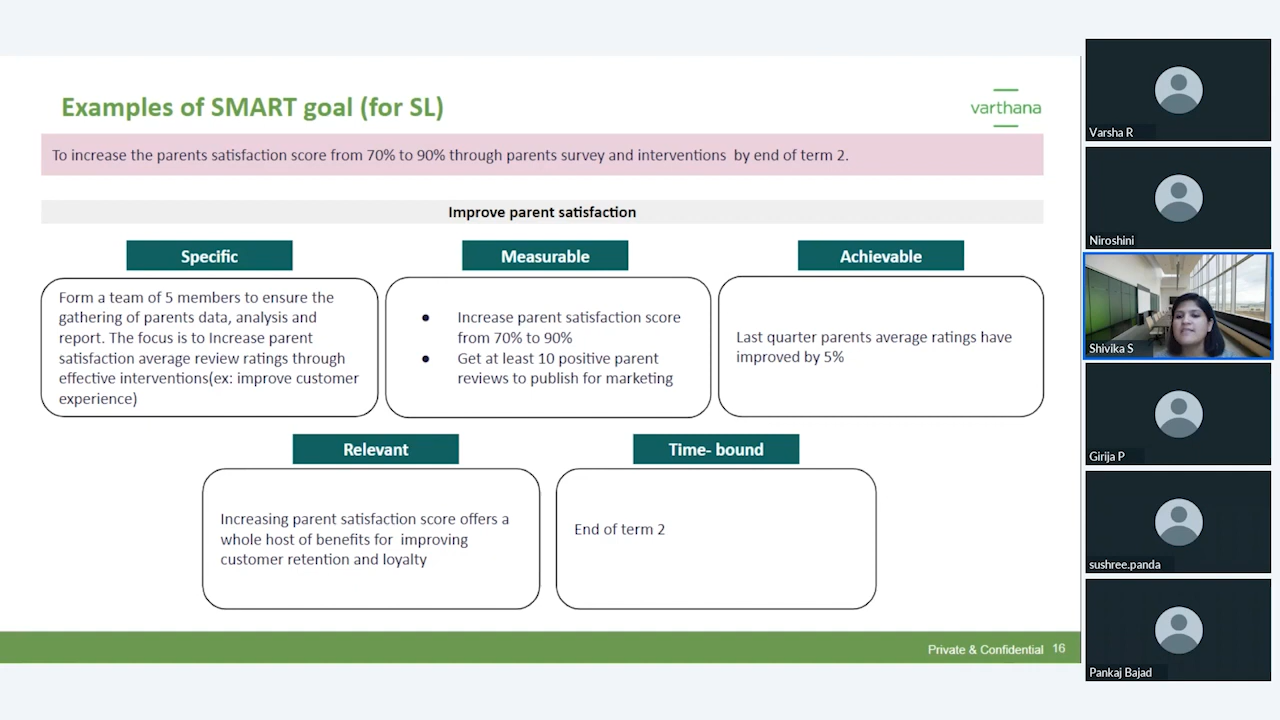 Examples of SMART goal (for SL)
varthana
To increase the parents satisfaction score from 70% to 90% through parents survey and interventions  by end of term 2.
Improve parent satisfaction
Specific
Form a team of 5 members to ensure the
gathering of parents data, analysis and
report. The focus is to Increase parent
satisfaction average review ratings through
effective interventions(ex: improve customer
experience)
Measurable
● Increase parent satisfaction score
from 70% to 90%
● Get at least 10 positive parent
reviews to publish for marketing
Achievable
Last quarter parents average ratings have
improved by 5%
Relevant
Increasing parent satisfaction score offers a
whole host of benefits for  improving
customer retention and loyalty
Time- bound
End of term 2
Private & Confidential 16
Varsha R
Niroshini
Shivika S
Girija P
sushree.panda
Pankaj Bajad